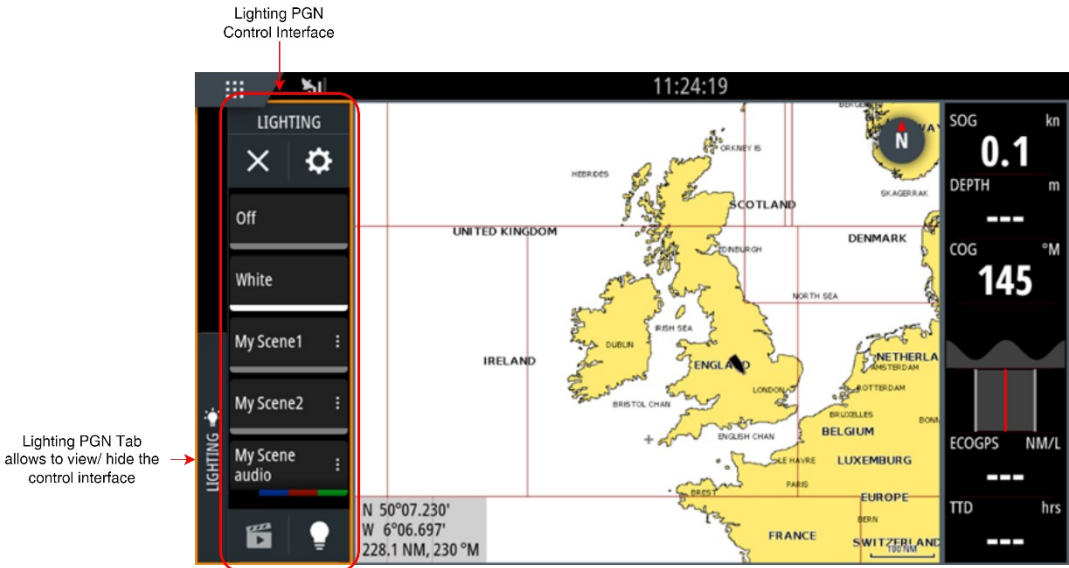 Lighting PGN
Control Interface
11:24:19
LIGHTING
Off
White
My Scene1
My Scene2
My Scene
audio
LIGHTING
Lighting PGN Tab
allows to view/ hide the
control interface
N
ORKNEY IS
HEBRIDES
SKAGERRAK
SCOTLAND
UNITED KINGDOM
DENMARK
EDINBURGH
NORTH SEA
IRISH SEA
DUBLIN
IRELAND
ENGLAND
NETHERLA
AMSTERDAM
LONDON
ROTTERDAM
BRISTOL CHAN
BRUXELLES
BONN
BELGIUM
ENGLISH CHAN
LE HAVRE
LUXEMBURG
PARIS
BREST
EUROPE
BERN
FRANCE
SWITZERLAND
100 NM
N 50°07.230'
W 6°06.697'
228.1 NM, 230 °M
SOG kn
0.1
DEPTH m
---
COG °M
145
ECOGPS NM/L
---
TTD hrs
---